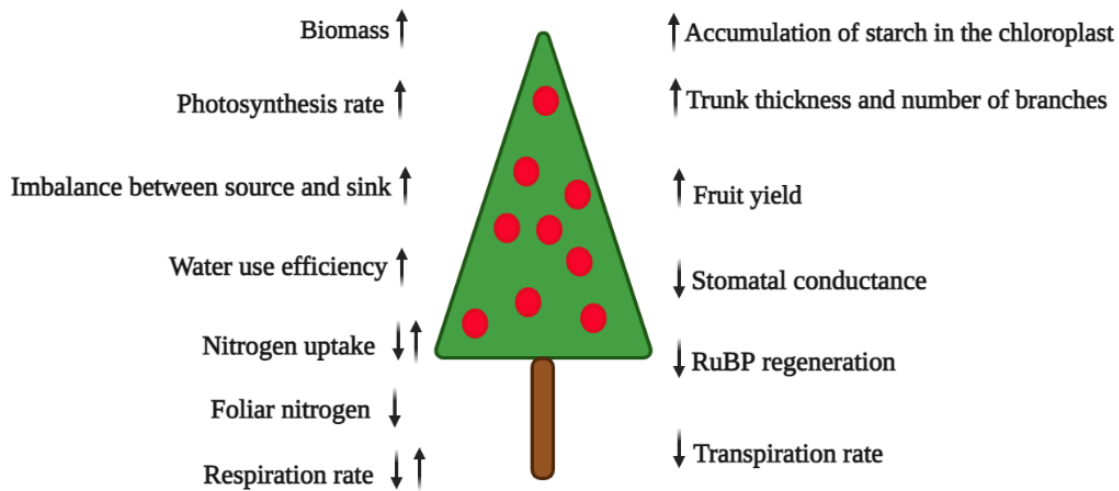 Biomass ↑
↑ Accumulation of starch in the chloroplast
Photosynthesis rate ↑
↑ Trunk thickness and number of branches
Imbalance between source and sink ↑
↑ Fruit yield
Water use efficiency ↑
↓ Stomatal conductance
Nitrogen uptake ↓↑
↓ RuBP regeneration
Foliar nitrogen ↓
Respiration rate ↓↑
↓ Transpiration rate